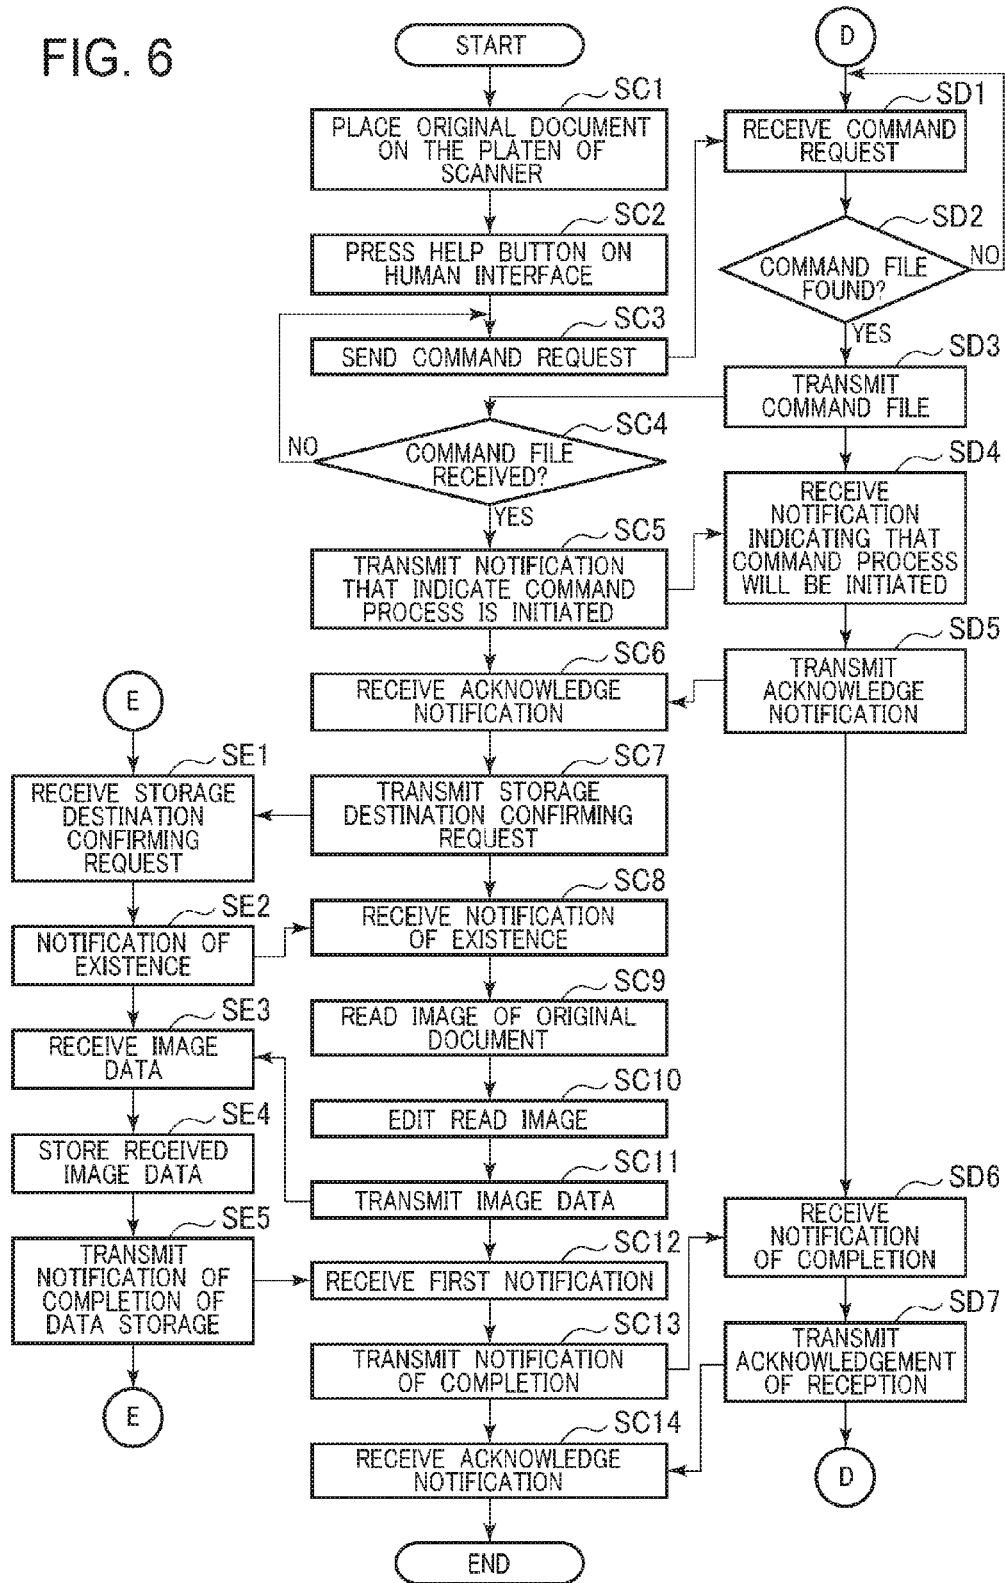 FIG. 6
START
SC1
PLACE ORIGINAL DOCUMENT
ON THE PLATEN OF
SCANNER
SC2
PRESS HELP BUTTON ON
HUMAN INTERFACE
SC3
SEND COMMAND REQUEST
SC4
COMMAND FILE
RECEIVED?
NO
YES
SC5
TRANSMIT NOTIFICATION
THAT INDICATE COMMAND
PROCESS IS INITIATED
SC6
RECEIVE ACKNOWLEDGE
NOTIFICATION
SC7
TRANSMIT STORAGE
DESTINATION CONFIRMING
REQUEST
SC8
RECEIVE NOTIFICATION
OF EXISTENCE
SC9
READ IMAGE OF ORIGINAL
DOCUMENT
SC10
EDIT READ IMAGE
SC11
TRANSMIT IMAGE DATA
SC12
RECEIVE FIRST NOTIFICATION
SC13
TRANSMIT NOTIFICATION
OF COMPLETION
SC14
RECEIVE ACKNOWLEDGE
NOTIFICATION
END
D
SD1
RECEIVE COMMAND
REQUEST
SD2
COMMAND FILE
FOUND?
NO
YES
SD3
TRANSMIT
COMMAND FILE
SD4
RECEIVE
NOTIFICATION
INDICATING THAT
COMMAND PROCESS
WILL BE INITIATED
SD5
TRANSMIT
ACKNOWLEDGE
NOTIFICATION
SD6
RECEIVE
NOTIFICATION
OF COMPLETION
SD7
TRANSMIT
ACKNOWLEDGEMENT
OF RECEPTION
D
E
SE1
RECEIVE STORAGE
DESTINATION
CONFIRMING
REQUEST
SE2
NOTIFICATION OF
EXISTENCE
SE3
RECEIVE IMAGE
DATA
SE4
STORE RECEIVED
IMAGE DATA
SE5
TRANSMIT
NOTIFICATION OF
COMPLETION OF
DATA STORAGE
E